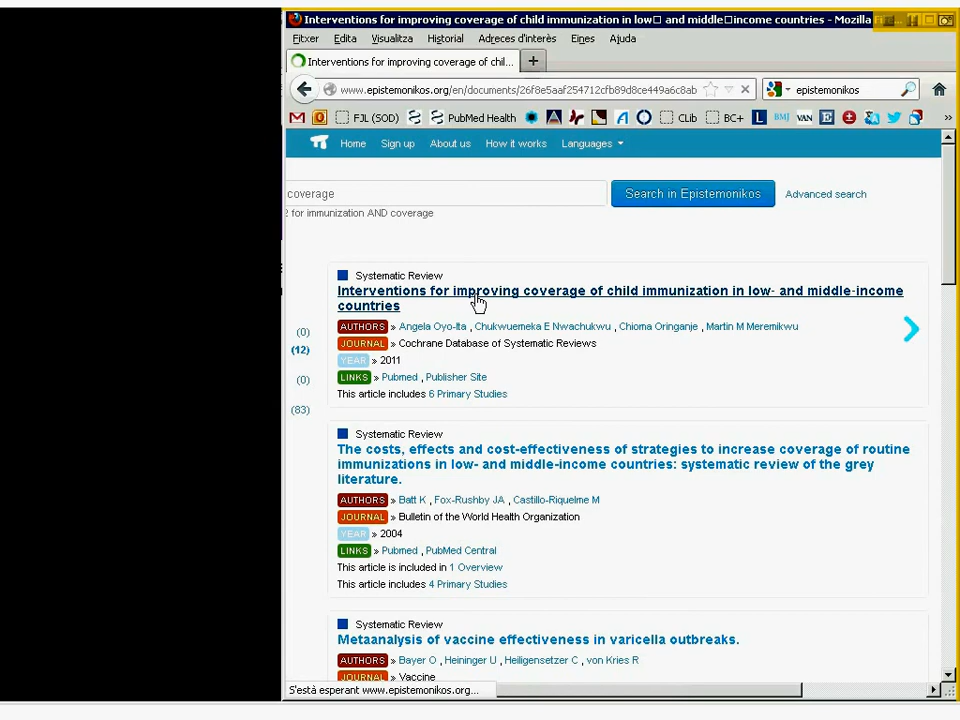 Interventions for improving coverage of child immunization in low□ and middle□income countries - Mozilla
Fitxer Edita Visualitza Historial Adreces d'interès Eines Ajuda
Interventions for improving coverage of chil... +
www.epistemonikos.org/en/documents/26f8e5aaf254712cfb89d8ce449a6c8ab epistemonikos
FJL (SOD) PubMed Health CLib BC+ L BMJ VAN E »
Home Sign up About us How it works Languages
coverage Search in Epistemonikos Advanced search
2 for immunization AND coverage
Systematic Review
Interventions for improving coverage of child immunization in low- and middle-income
countries
AUTHORS » Angela Oyo-Ita , Chukwuemeka E Nwachukwu , Chioma Oringanje , Martin M Meremikwu
(0)
JOURNAL » Cochrane Database of Systematic Reviews
(12)
YEAR » 2011
LINKS » Pubmed , Publisher Site
(0)
This article includes 6 Primary Studies
(83)
Systematic Review
The costs, effects and cost-effectiveness of strategies to increase coverage of routine
immunizations in low- and middle-income countries: systematic review of the grey
literature.
AUTHORS » Batt K , Fox-Rushby JA , Castillo-Riquelme M
JOURNAL » Bulletin of the World Health Organization
YEAR » 2004
LINKS » Pubmed , PubMed Central
This article is included in 1 Overview
This article includes 4 Primary Studies
Systematic Review
Metaanalysis of vaccine effectiveness in varicella outbreaks.
AUTHORS » Bayer O , Heininger U , Heiligensetzer C , von Kries R
JOURNAL » Vaccine
S'està esperant www.epistemonikos.org...